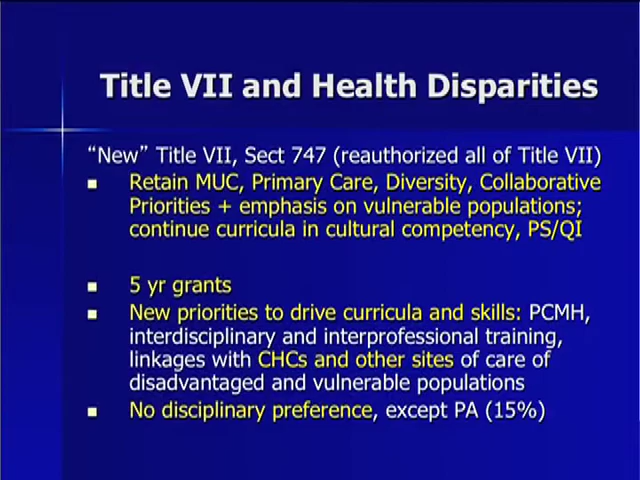 Title VII and Health Disparities
“New” Title VII, Sect 747 (reauthorized all of Title VII)
Retain MUC, Primary Care, Diversity, Collaborative
Priorities + emphasis on vulnerable populations;
continue curricula in cultural competency, PS/QI
5 yr grants
New priorities to drive curricula and skills: PCMH,
interdisciplinary and interprofessional training,
linkages with CHCs and other sites of care of
disadvantaged and vulnerable populations
No disciplinary preference, except PA (15%)